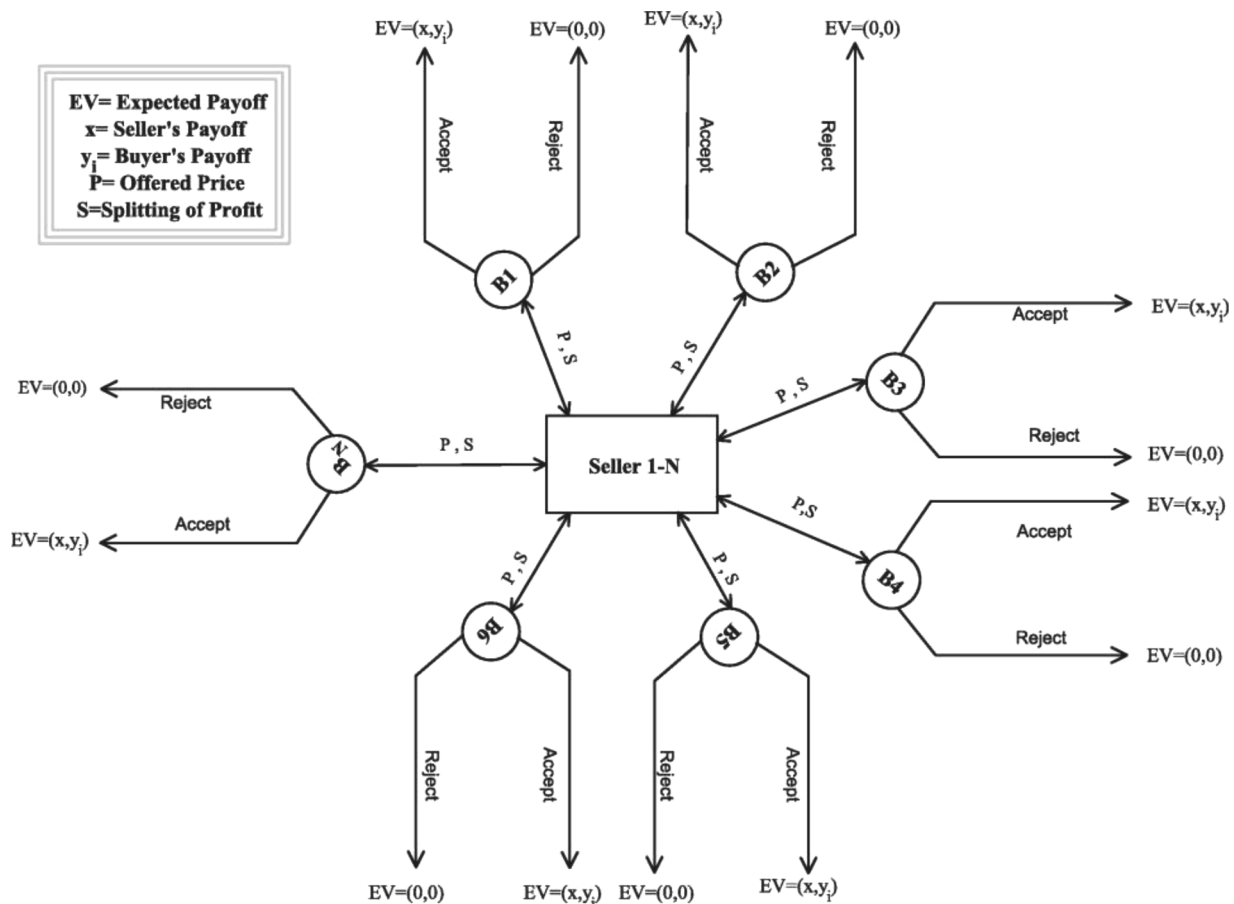 EV=(x,yi)
EV=(0,0)
EV=(x,yi)
EV=(0,0)
EV= Expected Payoff
x= Seller's Payoff
yi= Buyer's Payoff
P= Offered Price
S=Splitting of Profit
Accept
Reject
Accept
Reject
B1
B2
P , S
P , S
Accept
EV=(x,yi)
B3
P , S
Reject
EV=(0,0)
EV=(0,0)
Reject
BN
P , S
Seller 1-N
Accept
EV=(x,yi)
P,S
Accept
EV=(x,yi)
B4
Reject
EV=(0,0)
P , S
P , S
B6
B5
Reject
Accept
Reject
Accept
EV=(0,0)
EV=(x,yi)
EV=(0,0)
EV=(x,yi)